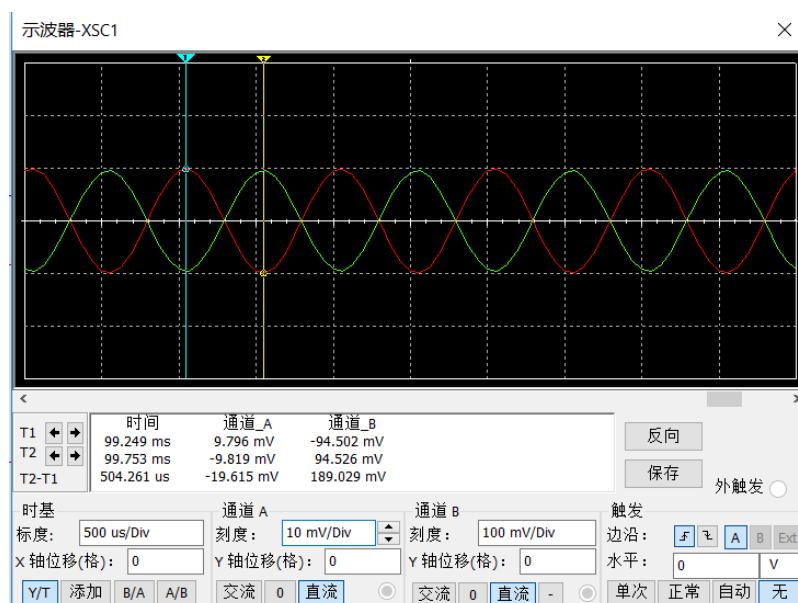 示波器-XSC1
1 2
时间 通道_A 通道_B
T1 99.249 ms 9.796 mV -94.502 mV
T2 99.753 ms -9.819 mV 94.526 mV
T2-T1 504.261 us -19.615 mV 189.029 mV
反向
保存
外触发
时基 通道 A 通道 B 触发
标度: 500 us/Div 刻度: 10 mV/Div 刻度: 100 mV/Div 边沿: A B Ext
X 轴位移(格): 0 Y 轴位移(格): 0 Y 轴位移(格): 0 水平: 0 V
Y/T 添加 B/A A/B 交流 0 直流 交流 0 直流 - 单次 正常 自动 无